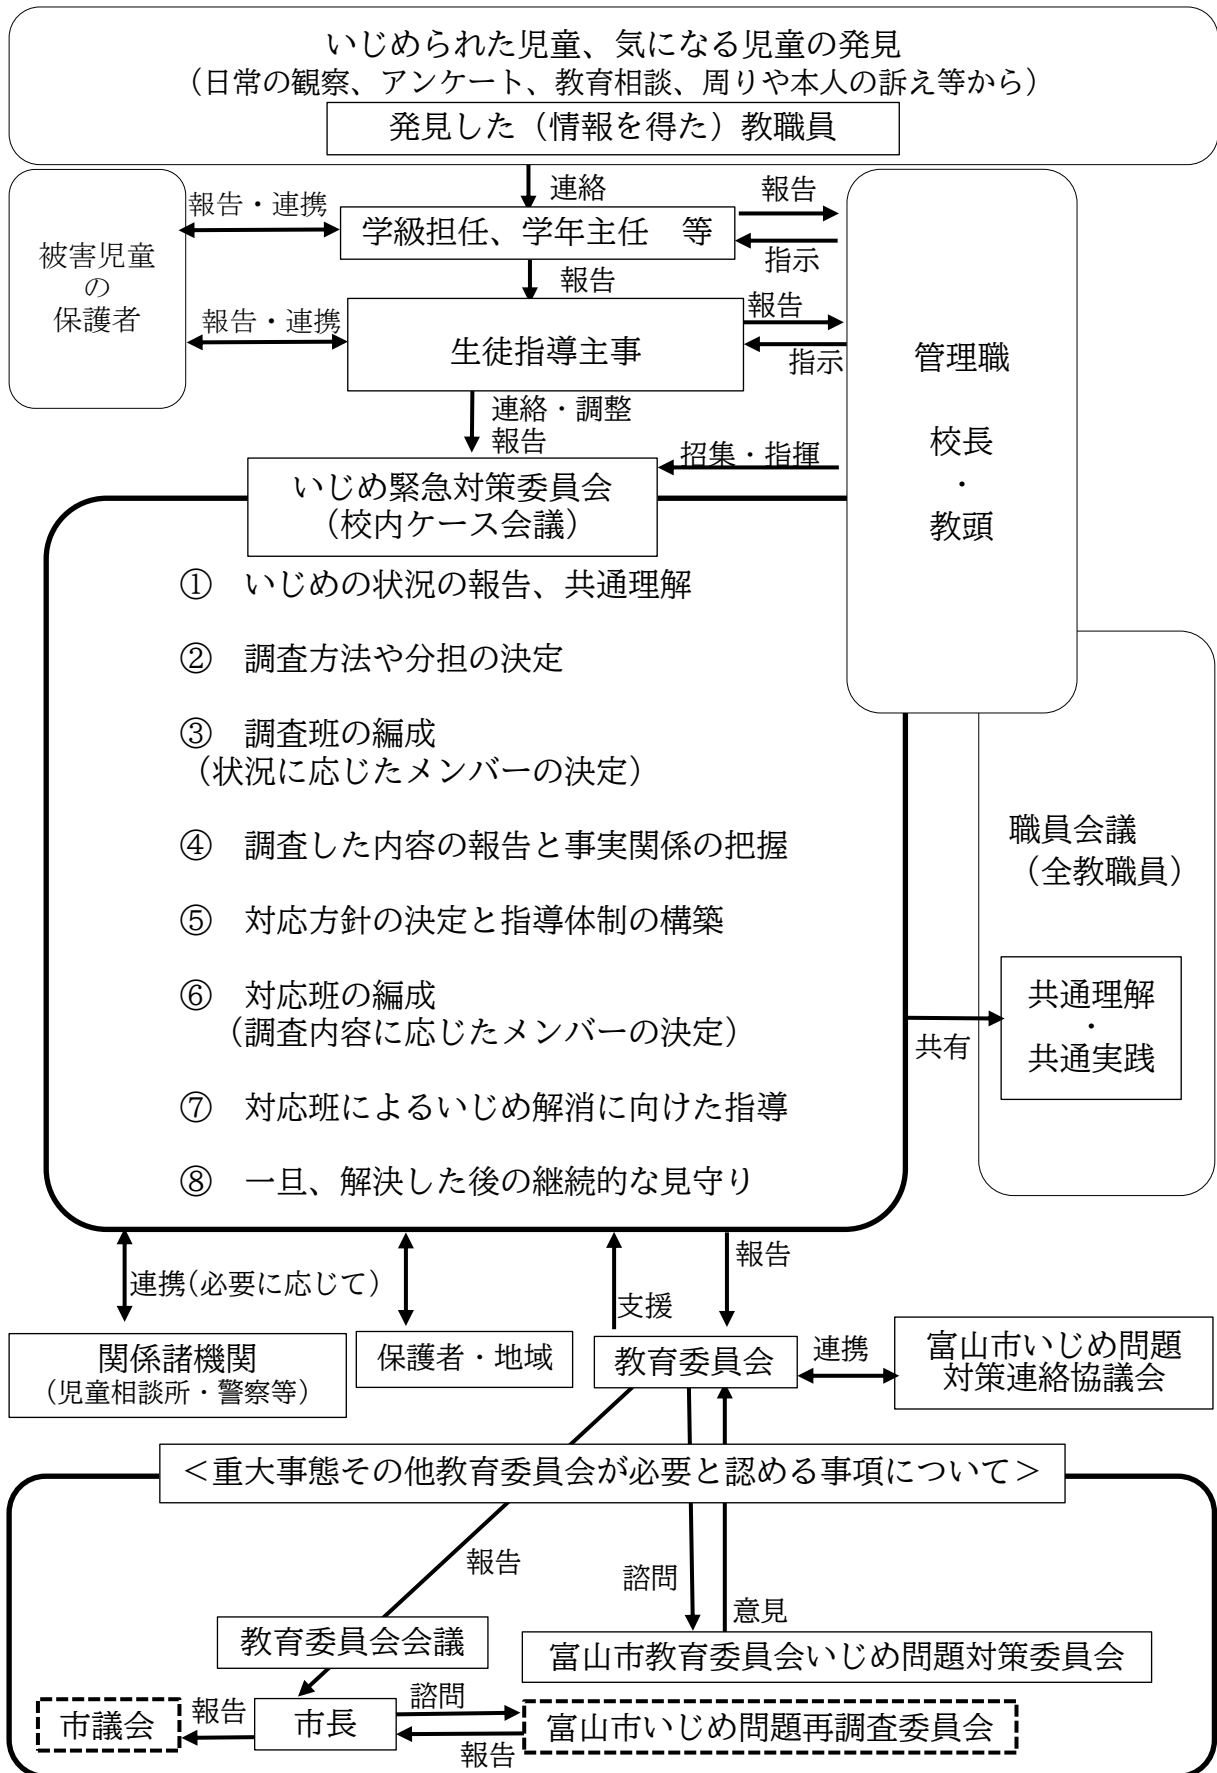 いじめられた児童、気になる児童の発見
（日常の観察、アンケート、教育相談、周りや本人の訴え等から）
発見した（情報を得た）教職員
連絡
報告・連携
学級担任、学年主任　等
報告
指示
被害児童
の
保護者
報告
報告・連携
生徒指導主事
報告
指示
管理職
校長
・
教頭
連絡・調整
報告
招集・指揮
いじめ緊急対策委員会
（校内ケース会議）
①　いじめの状況の報告、共通理解
②　調査方法や分担の決定
③　調査班の編成
（状況に応じたメンバーの決定）
④　調査した内容の報告と事実関係の把握
⑤　対応方針の決定と指導体制の構築
⑥　対応班の編成
（調査内容に応じたメンバーの決定）
⑦　対応班によるいじめ解消に向けた指導
⑧　一旦、解決した後の継続的な見守り
職員会議
（全教職員）
共有
共通理解
・
共通実践
連携(必要に応じて)
支援
報告
関係諸機関
（児童相談所・警察等）
保護者・地域
教育委員会
連携
富山市いじめ問題
対策連絡協議会
＜重大事態その他教育委員会が必要と認める事項について＞
報告
諮問
意見
教育委員会会議
富山市教育委員会いじめ問題対策委員会
市議会
報告
市長
諮問
報告
富山市いじめ問題再調査委員会